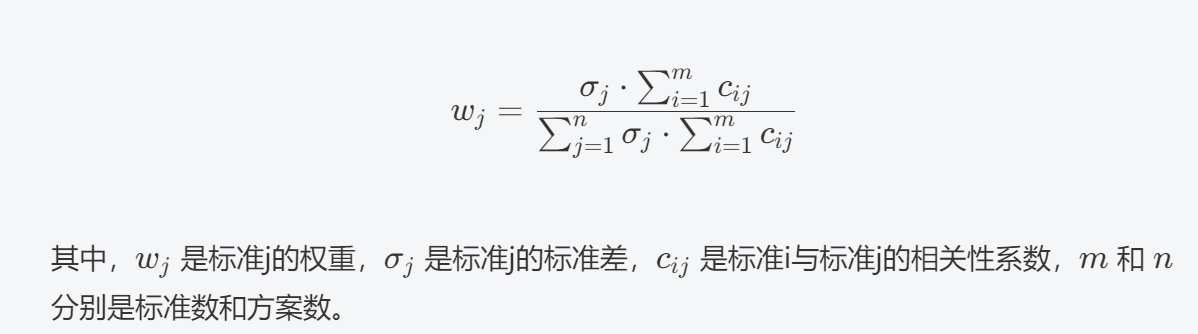 $w_j = \frac{\sigma_j \cdot \sum_{i=1}^{m} c_{ij}}{\sum_{j=1}^{n} \sigma_j \cdot \sum_{i=1}^{m} c_{ij}}$
其中，$w_j$ 是标准j的权重，$\sigma_j$ 是标准j的标准差，$c_{ij}$ 是标准i与标准j的相关性系数，$m$ 和 $n$
分别是标准数和方案数。